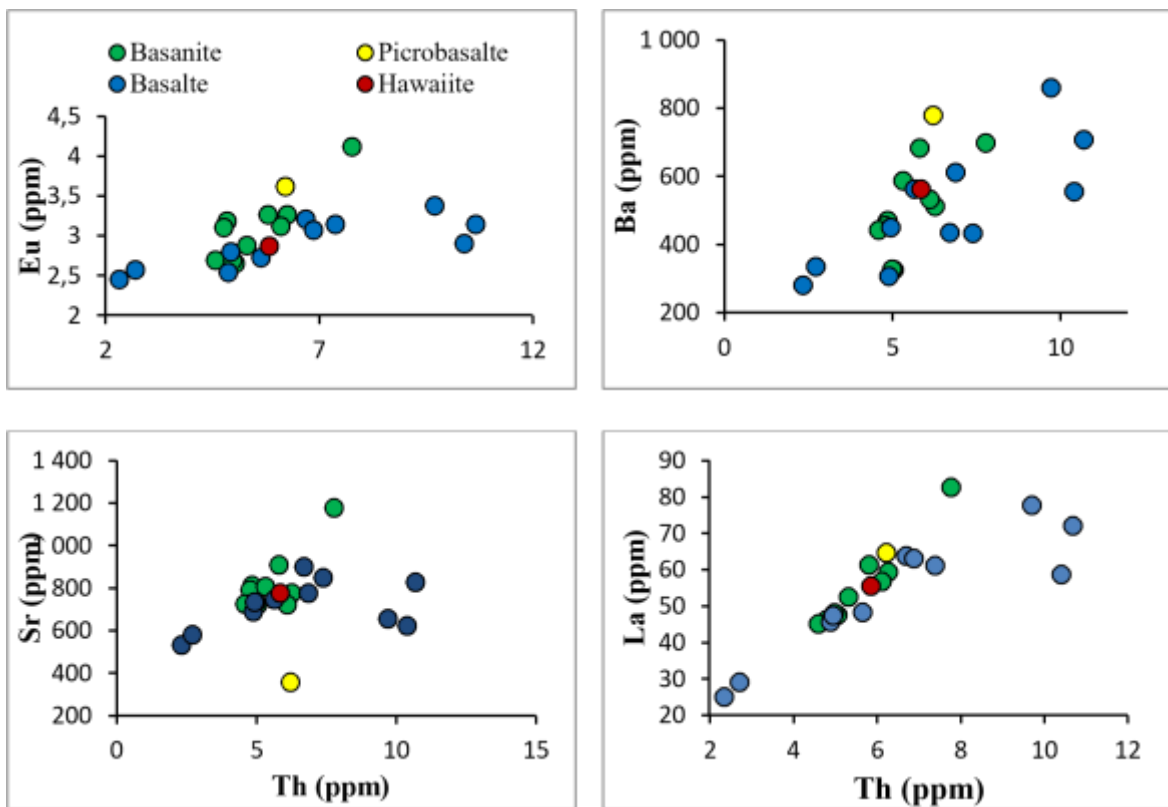 Basanite Picrobasalte
Basalte Hawaiite
4,5
4
3,5
3
2,5
2
Eu (ppm)
2 7 12
1 000
800
600
400
200
Ba (ppm)
0 5 10
1 400
1 200
1 000
800
600
400
200
Sr (ppm)
0 5 10 15
Th (ppm)
90
80
70
60
50
40
30
20
La (ppm)
2 4 6 8 10 12
Th (ppm)